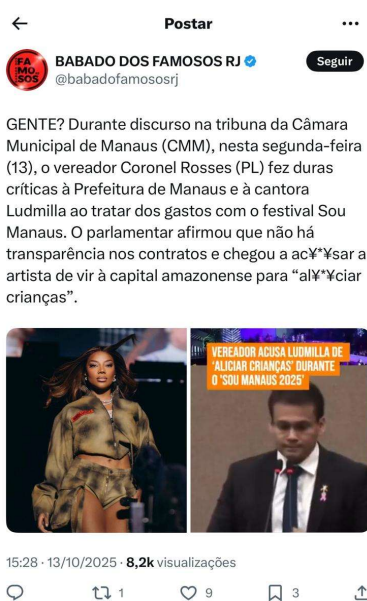 Postar
FA
MO..
SOS
BABADO DOS FAMOSOS RJ
@babadofamososrj
Seguir
GENTE? Durante discurso na tribuna da Câmara
Municipal de Manaus (CMM), nesta segunda-feira
(13), o vereador Coronel Rosses (PL) fez duras
críticas à Prefeitura de Manaus e à cantora
Ludmilla ao tratar dos gastos com o festival Sou
Manaus. O parlamentar afirmou que não há
transparência nos contratos e chegou a ac¥*¥sar a
artista de vir à capital amazonense para “al¥*¥ciar
crianças”.
VEREADOR ACUSA LUDMILLA DE
‘ALICIAR CRIANÇAS’ DURANTE
O ‘SOU MANAUS 2025’
15:28 · 13/10/2025 · 8,2k visualizações
1 9 3